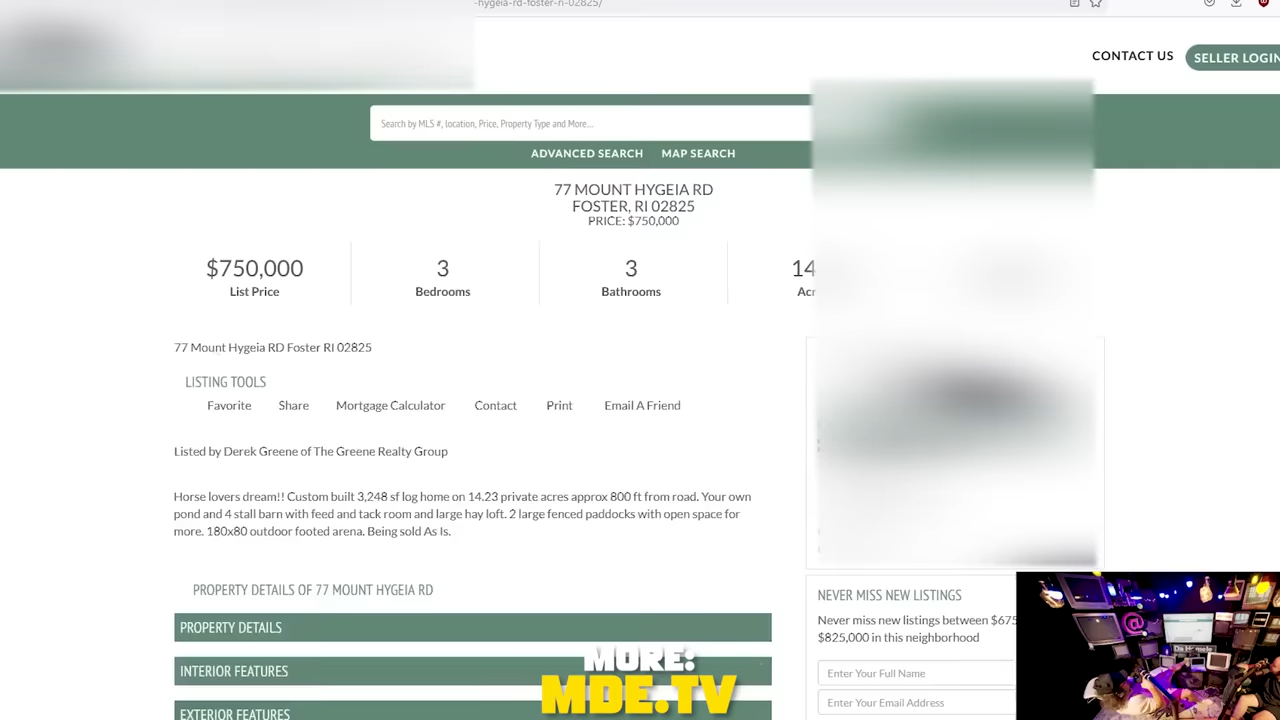 -hygeia-rd-foster-ri-02825/
CONTACT US
SELLER LOGIN
Search by MLS #, location, Price, Property Type and More...
ADVANCED SEARCH MAP SEARCH
77 MOUNT HYGEIA RD
FOSTER, RI 02825
PRICE: $750,000
$750,000
List Price
3
Bedrooms
3
Bathrooms
14
Acr
77 Mount Hygeia RD Foster RI 02825
LISTING TOOLS
Favorite Share Mortgage Calculator Contact Print Email A Friend
Listed by Derek Greene of The Greene Realty Group
Horse lovers dream!! Custom built 3,248 sf log home on 14.23 private acres approx 800 ft from road. Your own
pond and 4 stall barn with feed and tack room and large hay loft. 2 large fenced paddocks with open space for
more. 180x80 outdoor footed arena. Being sold As Is.
PROPERTY DETAILS OF 77 MOUNT HYGEIA RD
PROPERTY DETAILS
INTERIOR FEATURES
EXTERIOR FEATURES
NEVER MISS NEW LISTINGS
Never miss new listings between $675
$825,000 in this neighborhood
Enter Your Full Name
Enter Your Email Address
MORE:
MDE.TV